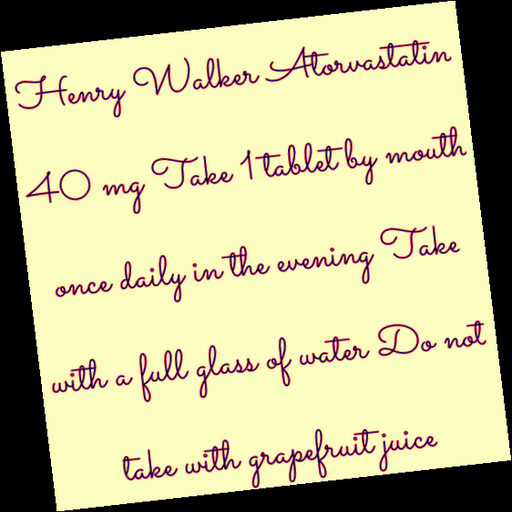 Henry Walker Atorvastatin
40 mg Take 1 tablet by mouth
once daily in the evening Take
with a full glass of water Do not
take with grapefruit juice